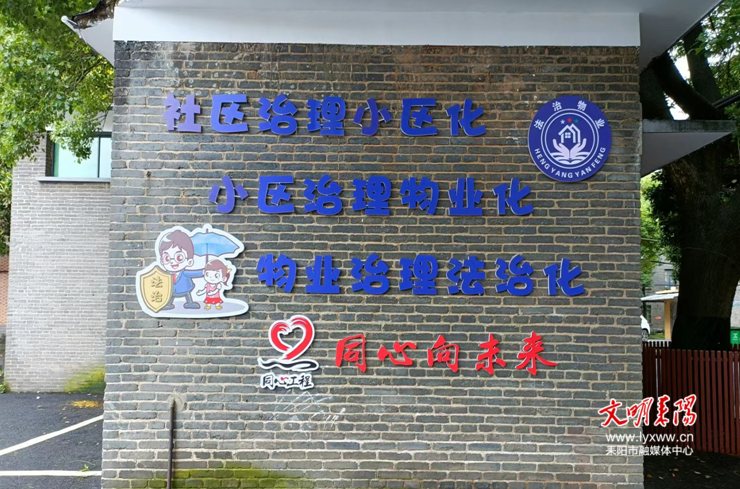 社区治理小区化
法治物业
HENG YANG YAN FENG
小区治理物业化
物业治理法治化
法治
同心向未来
同心工程
文明耒阳
www.lyxww.cn
耒阳市融媒体中心